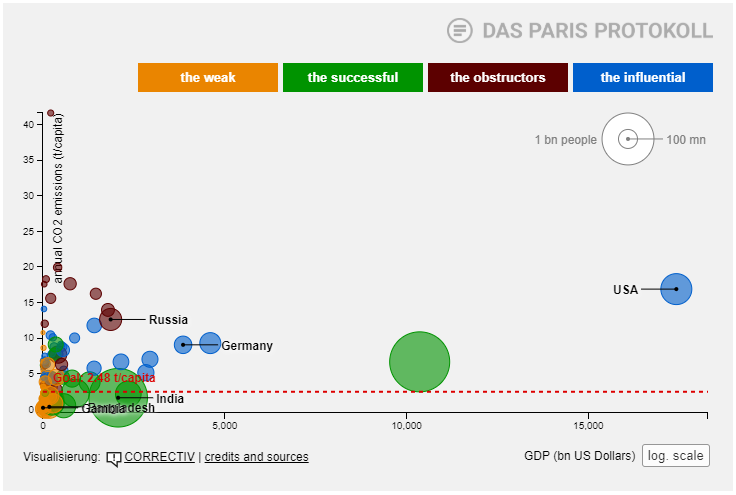 DAS PARIS PROTOKOLL
the weak
the successful
the obstructors
the influential
annual CO2 emissions (t/capita)
40
35
30
25
20
15
10
5
0
1 bn people
100 mn
USA
Russia
Germany
Goal: 2.48 t/capita
India
Gambia
Bangladesh
0
5,000
10,000
15,000
Visualisierung: CORRECTIV | credits and sources
GDP (bn US Dollars)
log. scale